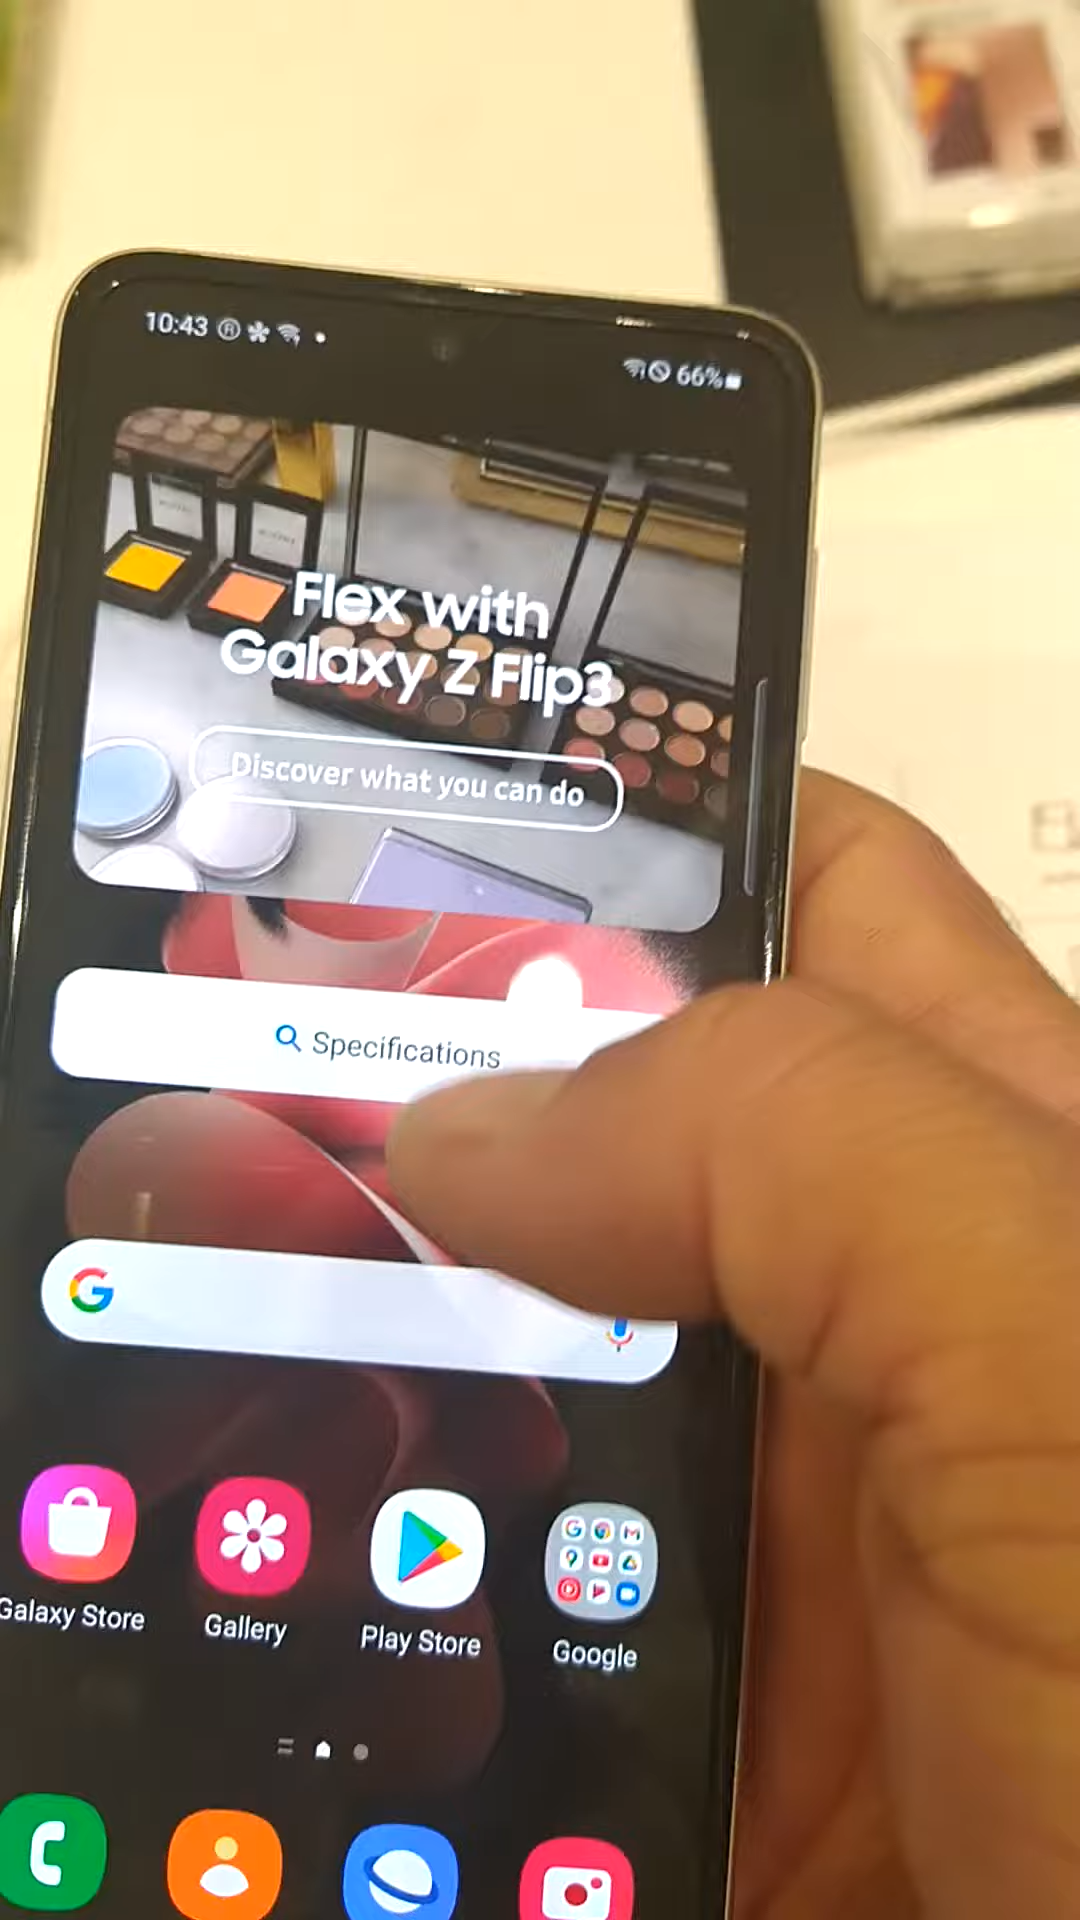 10:43
66%
Flex with
Galaxy Z Flip3
Discover what you can do
Specifications
Galaxy Store
Gallery
Play Store
Google